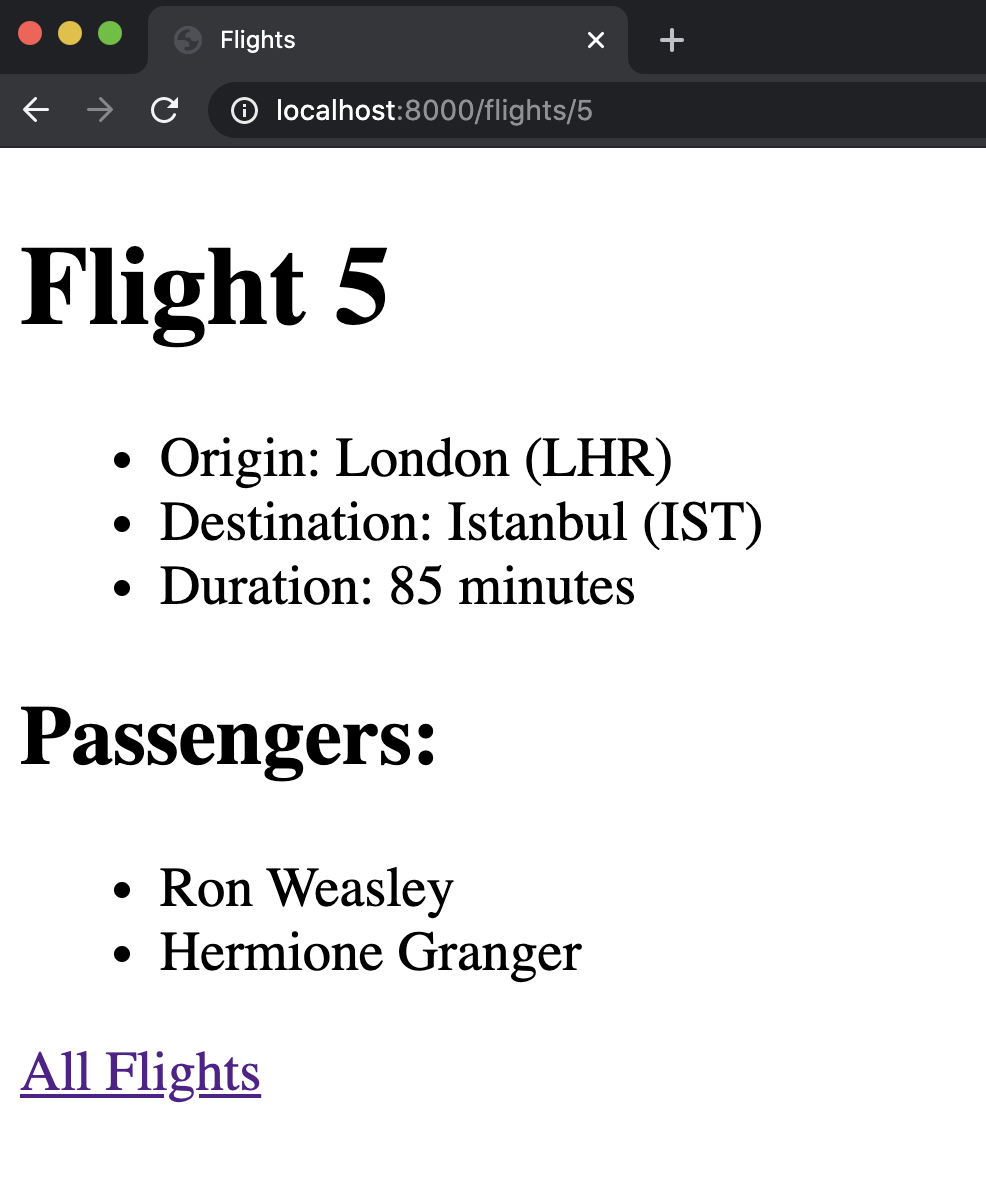 Flights
localhost:8000/flights/5
Flight 5
Origin: London (LHR)
Destination: Istanbul (IST)
Duration: 85 minutes
Passengers:
Ron Weasley
Hermione Granger
All Flights